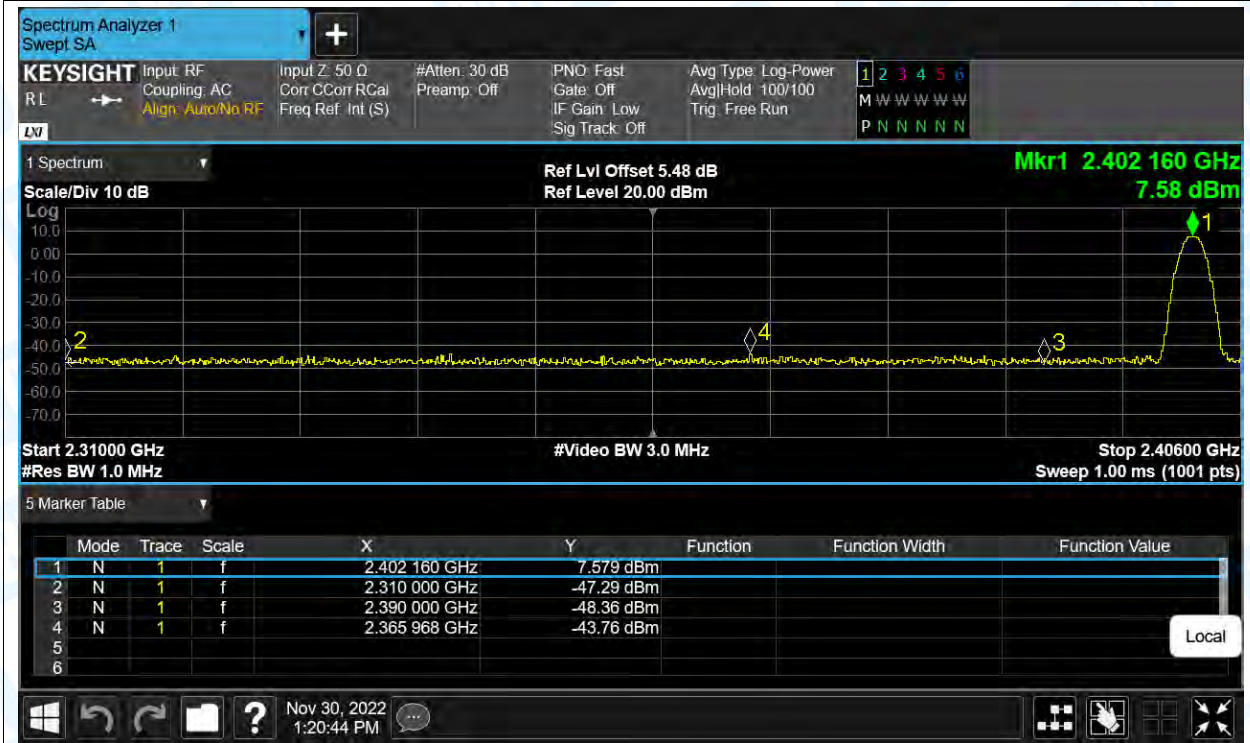 Spectrum Analyzer 1
Swept SA
+
KEYSIGHT
R L
LXI
Input: RF
Coupling: AC
Align: Auto/No RF
Input Z: 50 Ω
Corr CCorr RCal
Freq Ref: Int (S)
#Atten: 30 dB
Preamp: Off
PNO: Fast
Gate: Off
IF Gain: Low
Sig Track: Off
Avg Type: Log-Power
Avg|Hold: 100/100
Trig: Free Run
1 2 3 4 5 6
M W W W W W
P N N N N N
1 Spectrum
Scale/Div 10 dB
Ref Lvl Offset 5.48 dB
Ref Level 20.00 dBm
Mkr1 2.402 160 GHz
7.58 dBm
Log
10.0
0.00
-10.0
-20.0
-30.0
-40.0
-50.0
-60.0
-70.0
1
2
4
3
Start 2.31000 GHz
#Res BW 1.0 MHz
#Video BW 3.0 MHz
Stop 2.40600 GHz
Sweep 1.00 ms (1001 pts)
5 Marker Table
Mode Trace Scale X Y Function Function Width Function Value
1 N 1 f 2.402 160 GHz 7.579 dBm
2 N 1 f 2.310 000 GHz -47.29 dBm
3 N 1 f 2.390 000 GHz -48.36 dBm
4 N 1 f 2.365 968 GHz -43.76 dBm
5
6
Local
?
Nov 30, 2022
1:20:44 PM